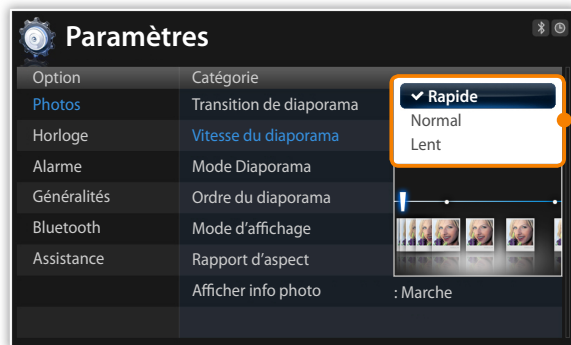 Paramètres
Option Catégorie
Photos Transition de diaporama ✔ Rapide
Horloge Vitesse du diaporama Normal
Lent
Alarme Mode Diaporama
Généralités Ordre du diaporama
Bluetooth Mode d'affichage
Assistance Rapport d'aspect
Afficher info photo : Marche